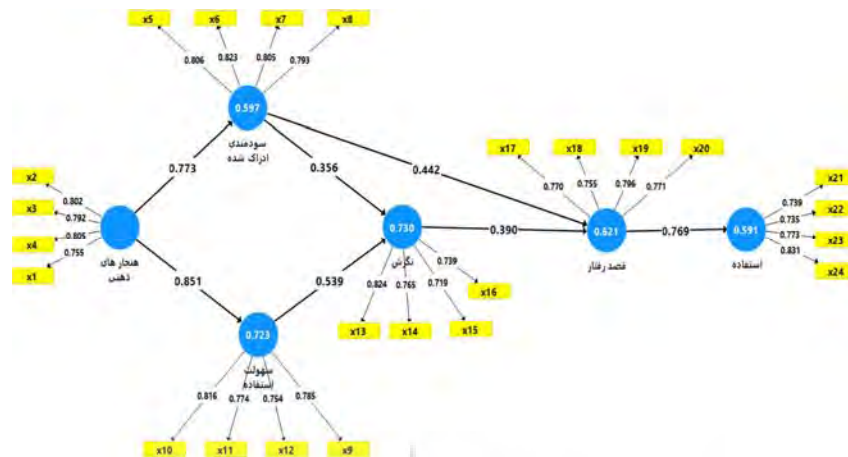 x5
x6
x7
x8
0.806
0.823
0.805
0.793
0.597
سودمندی
ادراک شده
0.773
0.356
0.442
x2
x3
x4
x1
0.802
0.792
0.805
0.755
هنجار های
ذهنی
0.851
0.539
0.723
سهولت
استفاده
0.816
0.774
0.754
0.785
x10
x11
x12
x9
0.730
نگرش
0.390
0.824
0.765
0.719
0.739
x13
x14
x15
x16
x17
x18
x19
x20
0.770
0.755
0.796
0.771
0.621
قصد رفتار
0.769
0.591
استفاده
0.739
0.735
0.773
0.831
x21
x22
x23
x24